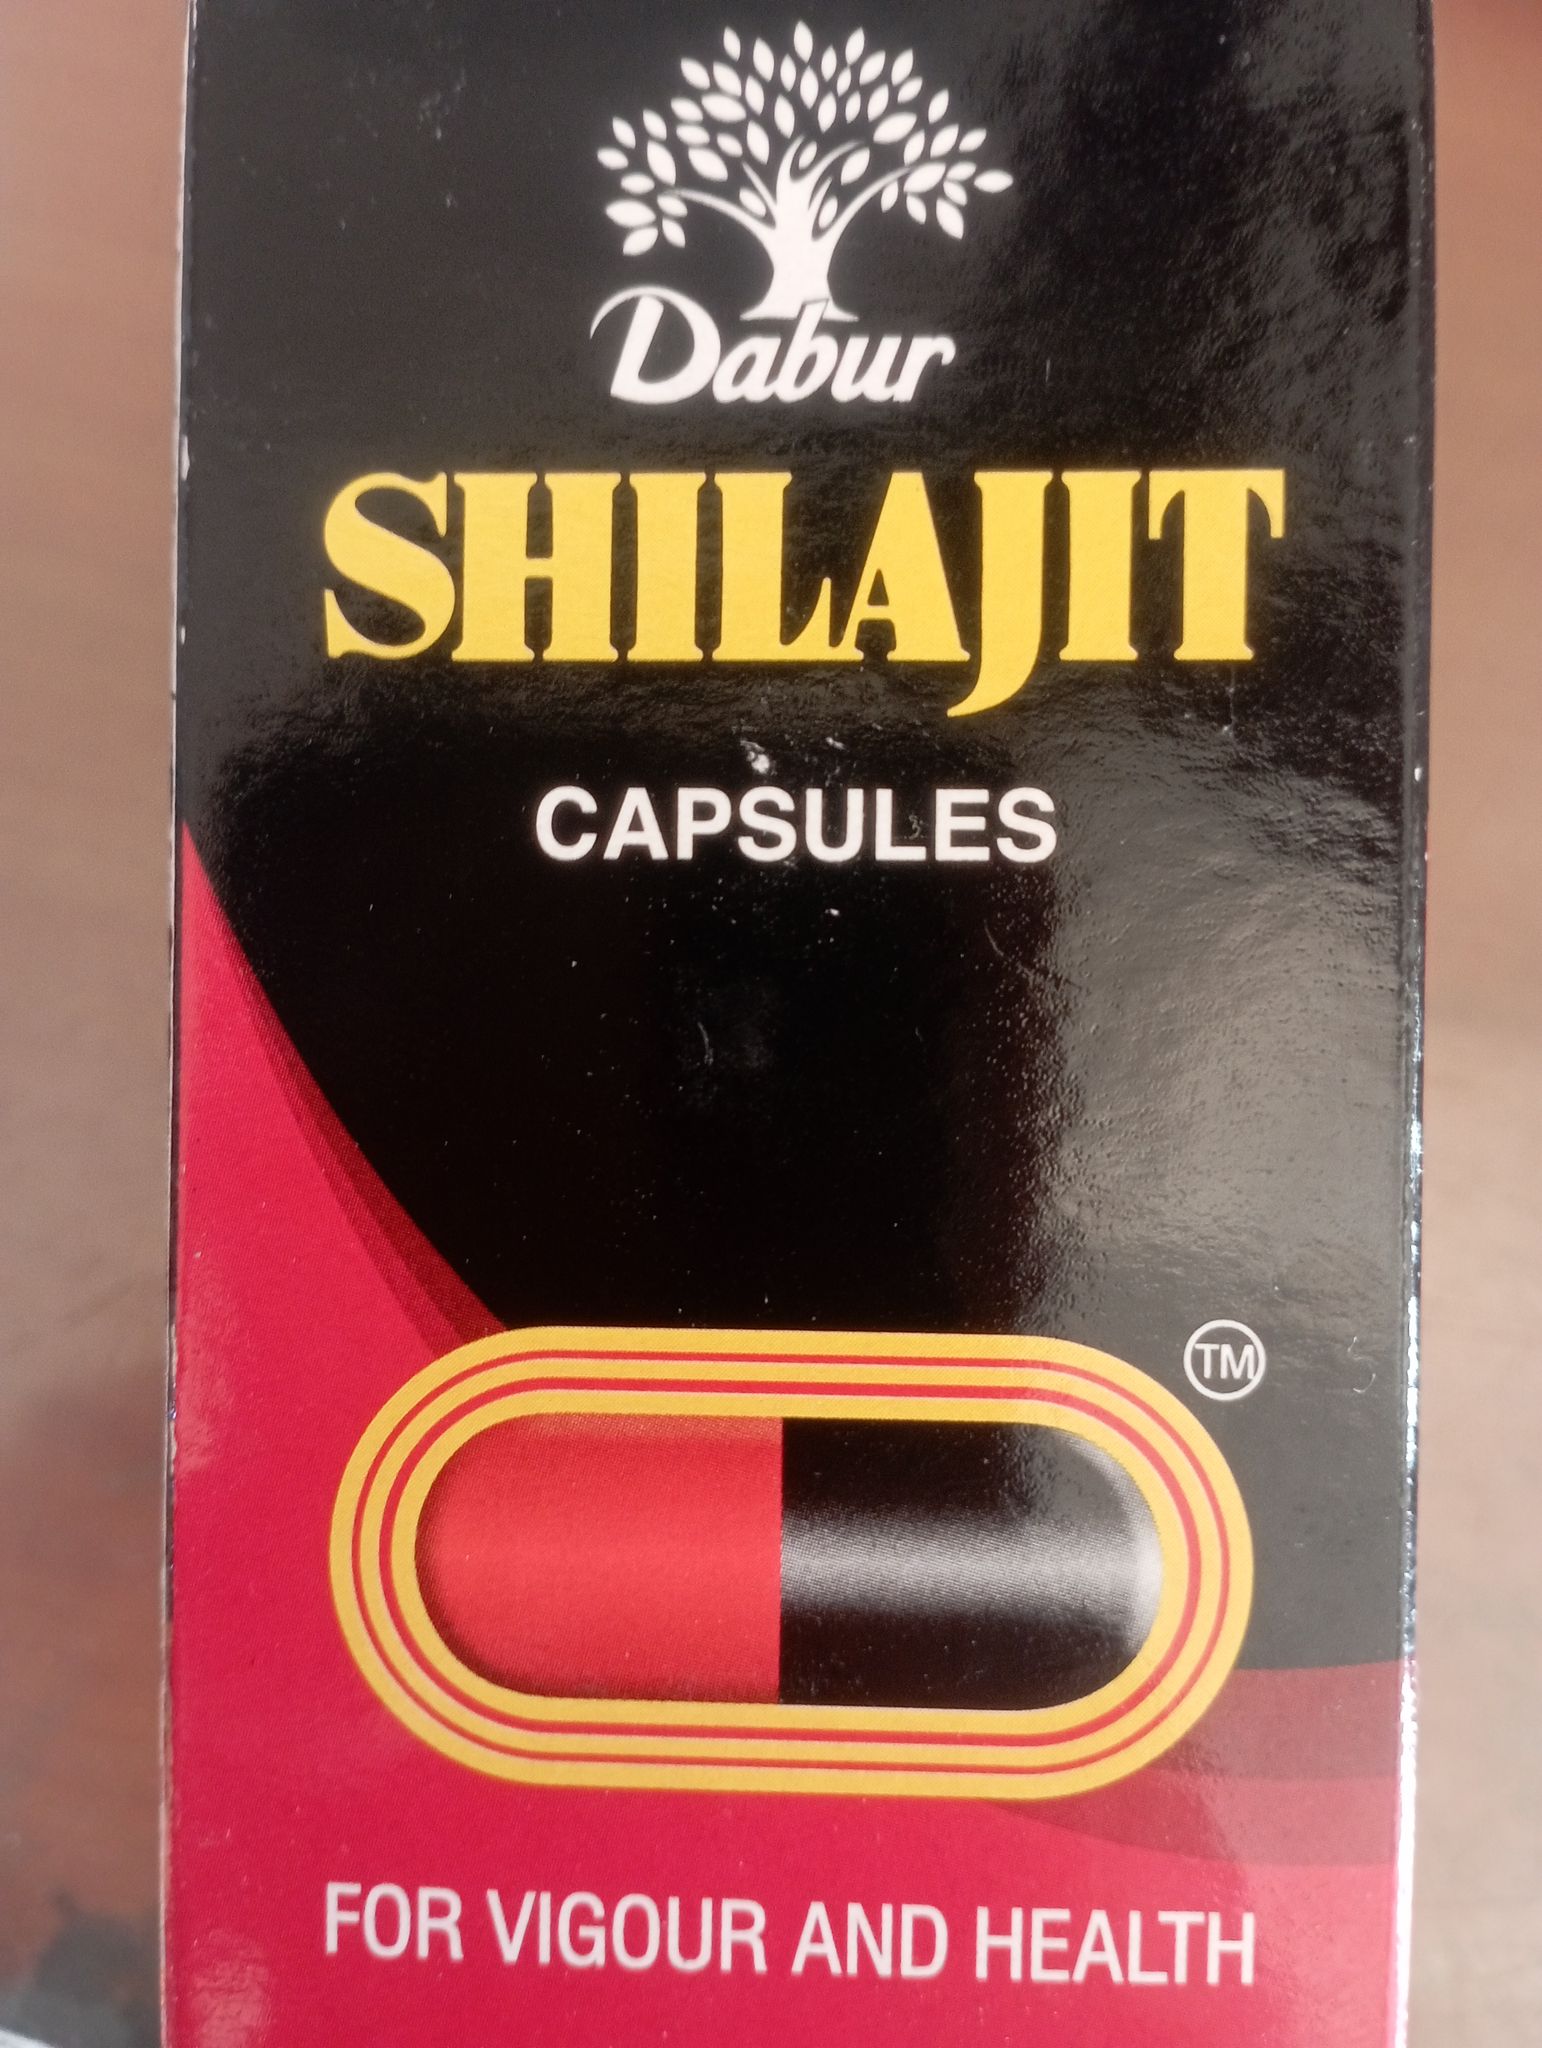 Dabur
SHILAJIT
CAPSULES
TM
FOR VIGOUR AND HEALTH